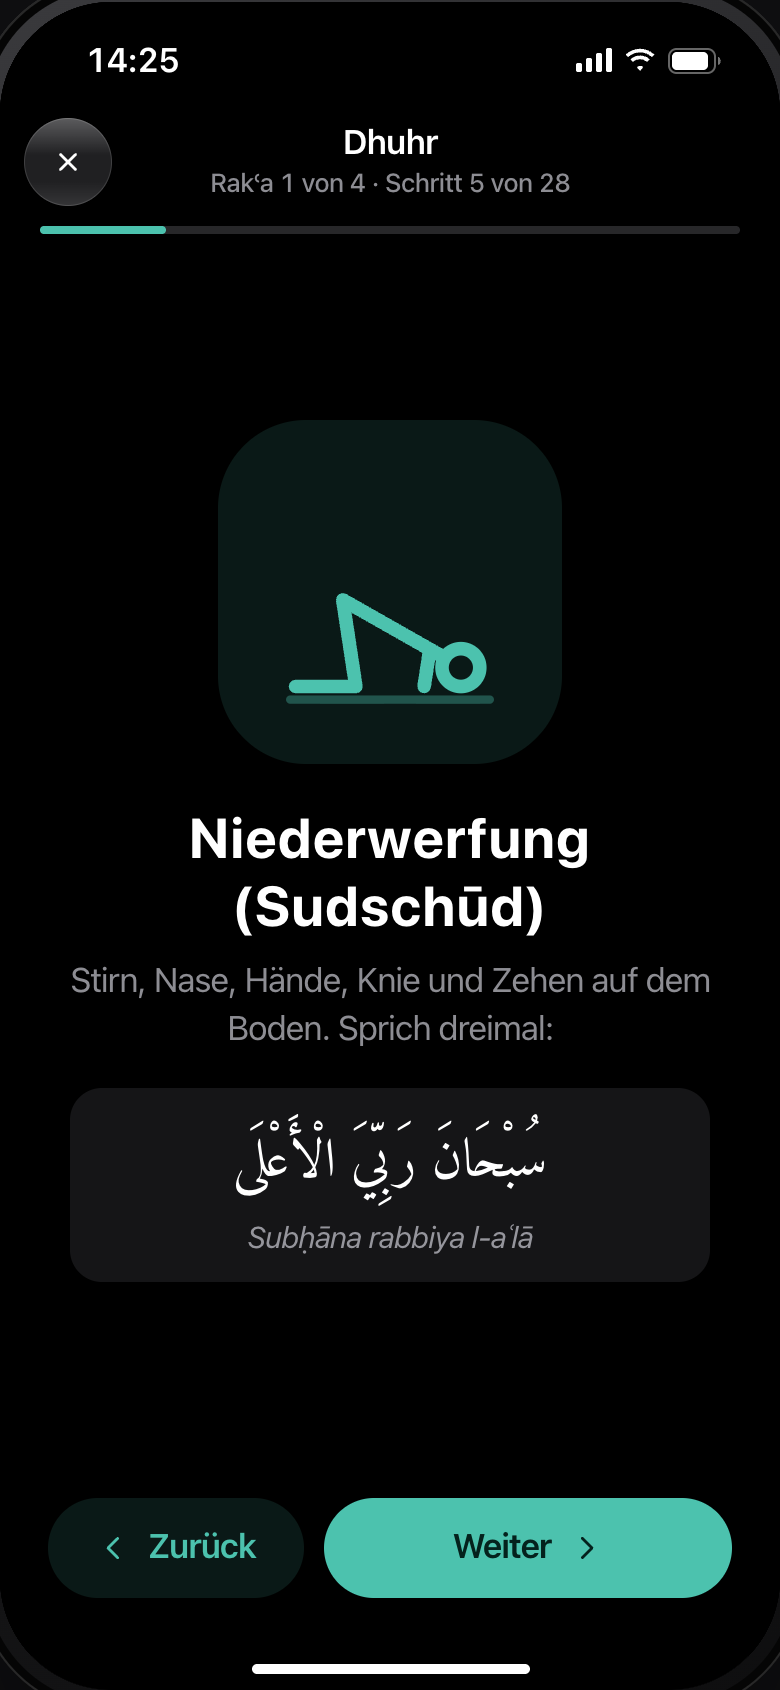 14:25
Dhuhr
Rakʿa 1 von 4 · Schritt 5 von 28
Niederwerfung
(Sudschūd)
Stirn, Nase, Hände, Knie und Zehen auf dem
Boden. Sprich dreimal:
سُبْحَانَ رَبِّيَ الْأَعْلَى
Subḥāna rabbiya l-aʿlā
Zurück
Weiter